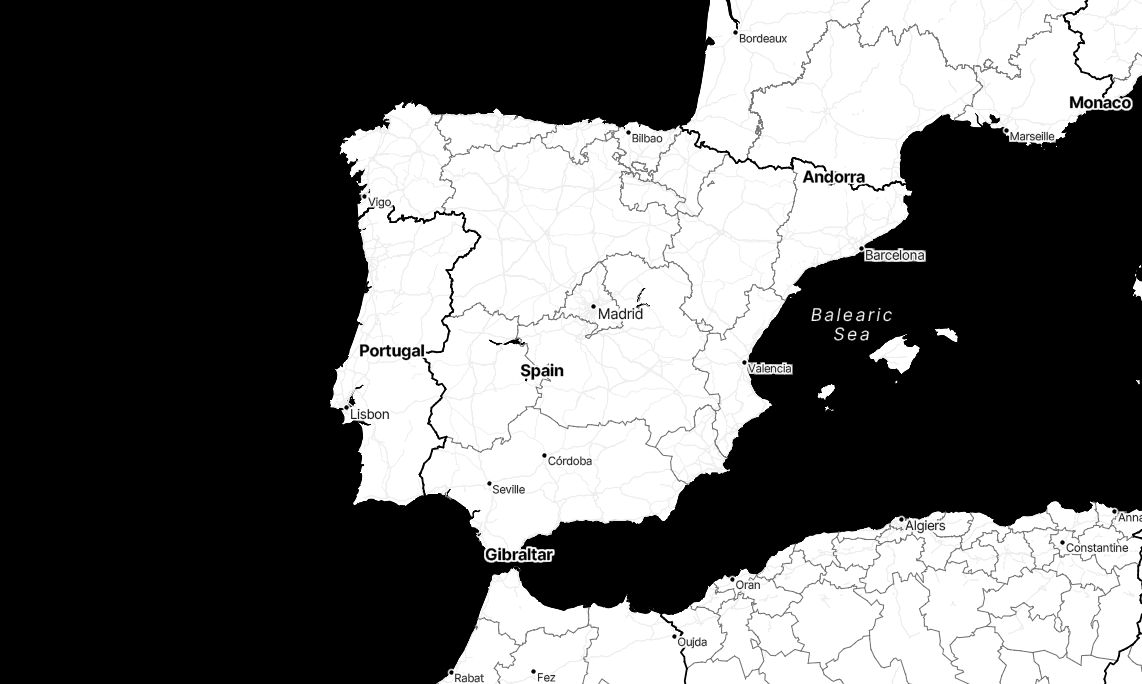 Bordeaux
Monaco
Marseille
Bilbao
Andorra
Vigo
Barcelona
Madrid
Balearic
Sea
Portugal
Spain
Valencia
Lisbon
Córdoba
Seville
Gibraltar
Algiers
Anna
Constantine
Oran
Oujda
Rabat
Fez